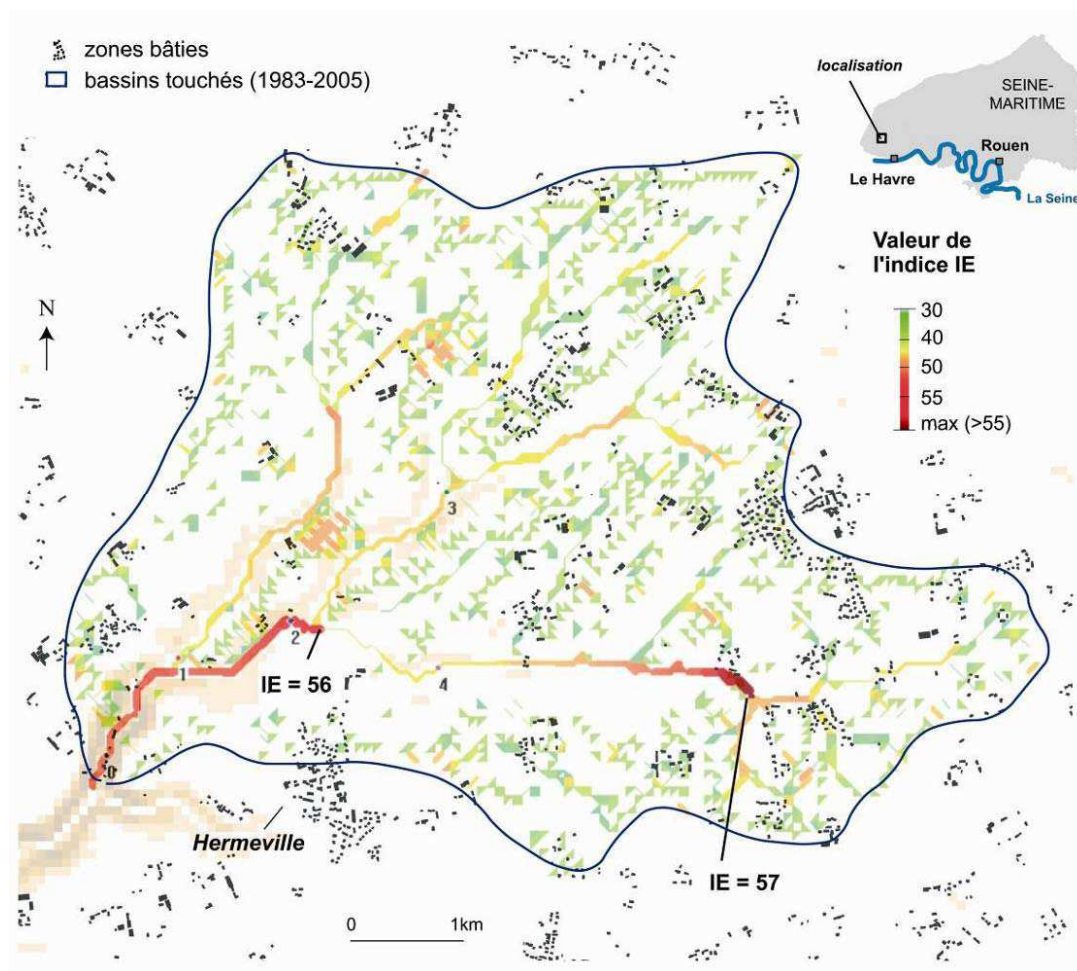 zones bâties
bassins touchés (1983-2005)
localisation
SEINE-
MARITIME
Rouen
Le Havre
La Seine
Valeur de
l'indice IE
30
40
50
55
max (>55)
N
3
2
1
4
0
IE = 56
Hermeville
IE = 57
0
1km